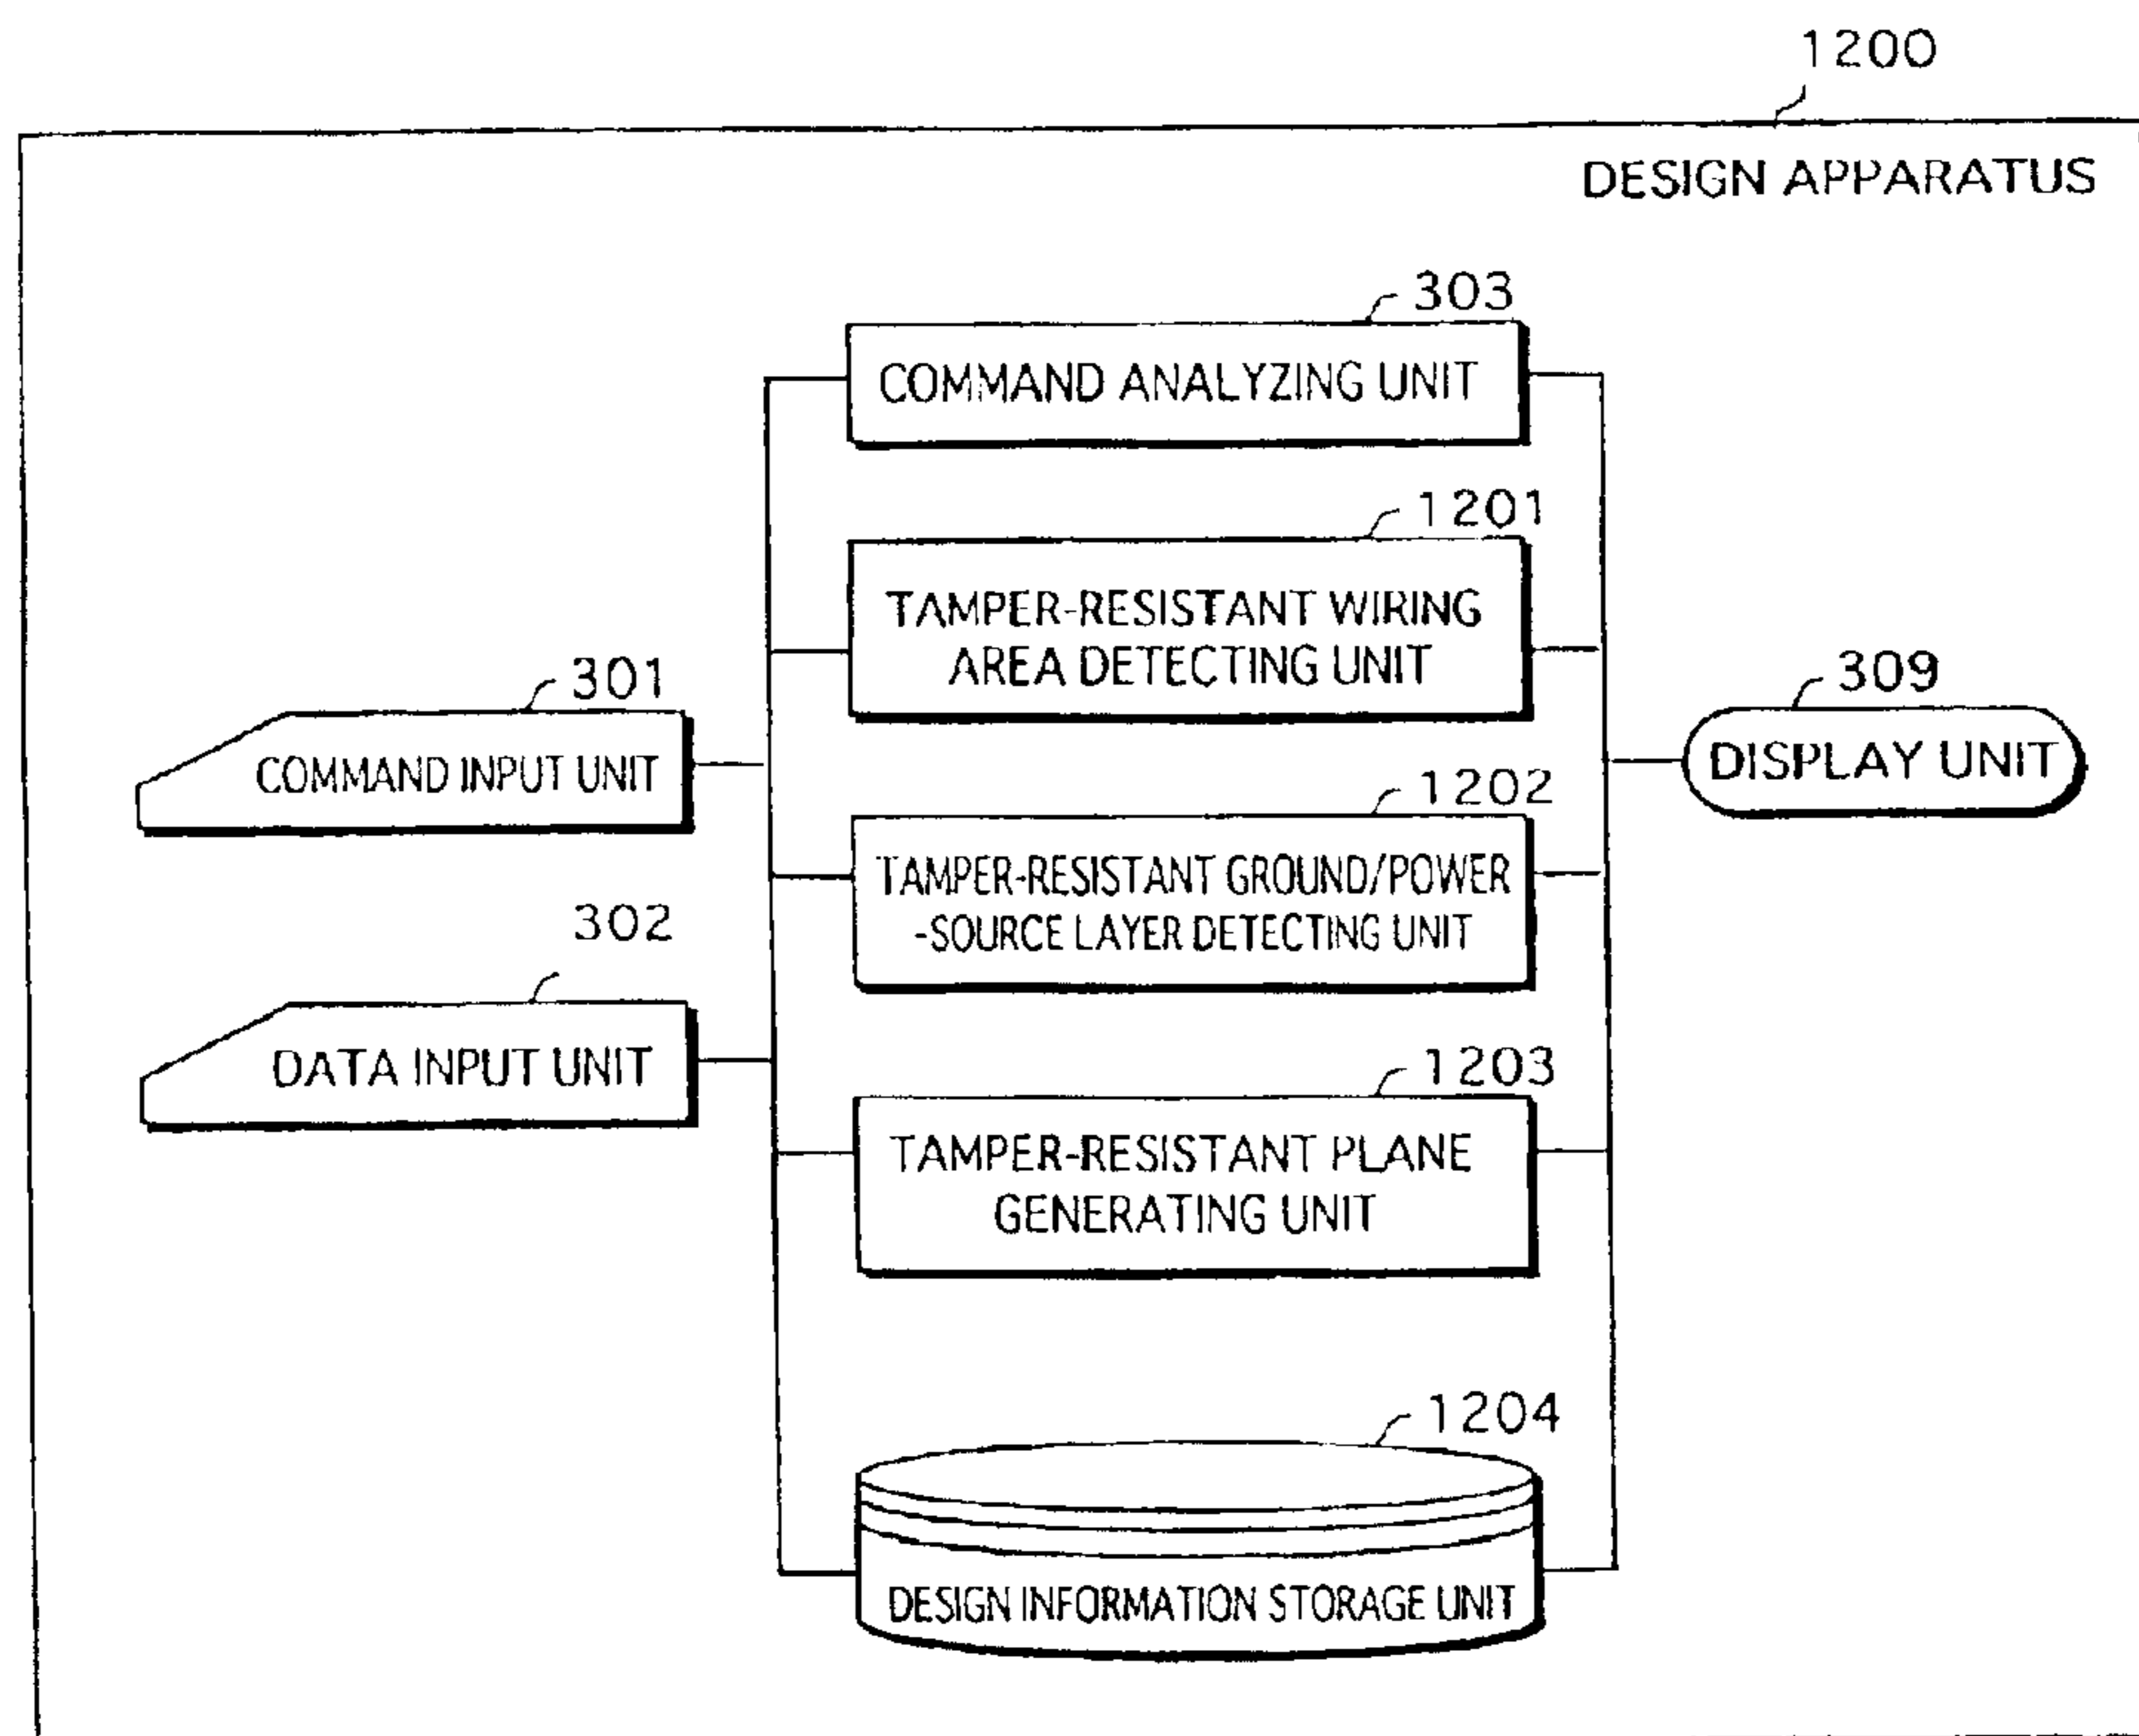 1200
DESIGN APPARATUS
303
COMMAND ANALYZING UNIT
1201
TAMPER-RESISTANT WIRING
AREA DETECTING UNIT
301
COMMAND INPUT UNIT
309
DISPLAY UNIT
1202
TAMPER-RESISTANT GROUND/POWER
-SOURCE LAYER DETECTING UNIT
302
DATA INPUT UNIT
1203
TAMPER-RESISTANT PLANE
GENERATING UNIT
1204
DESIGN INFORMATION STORAGE UNIT